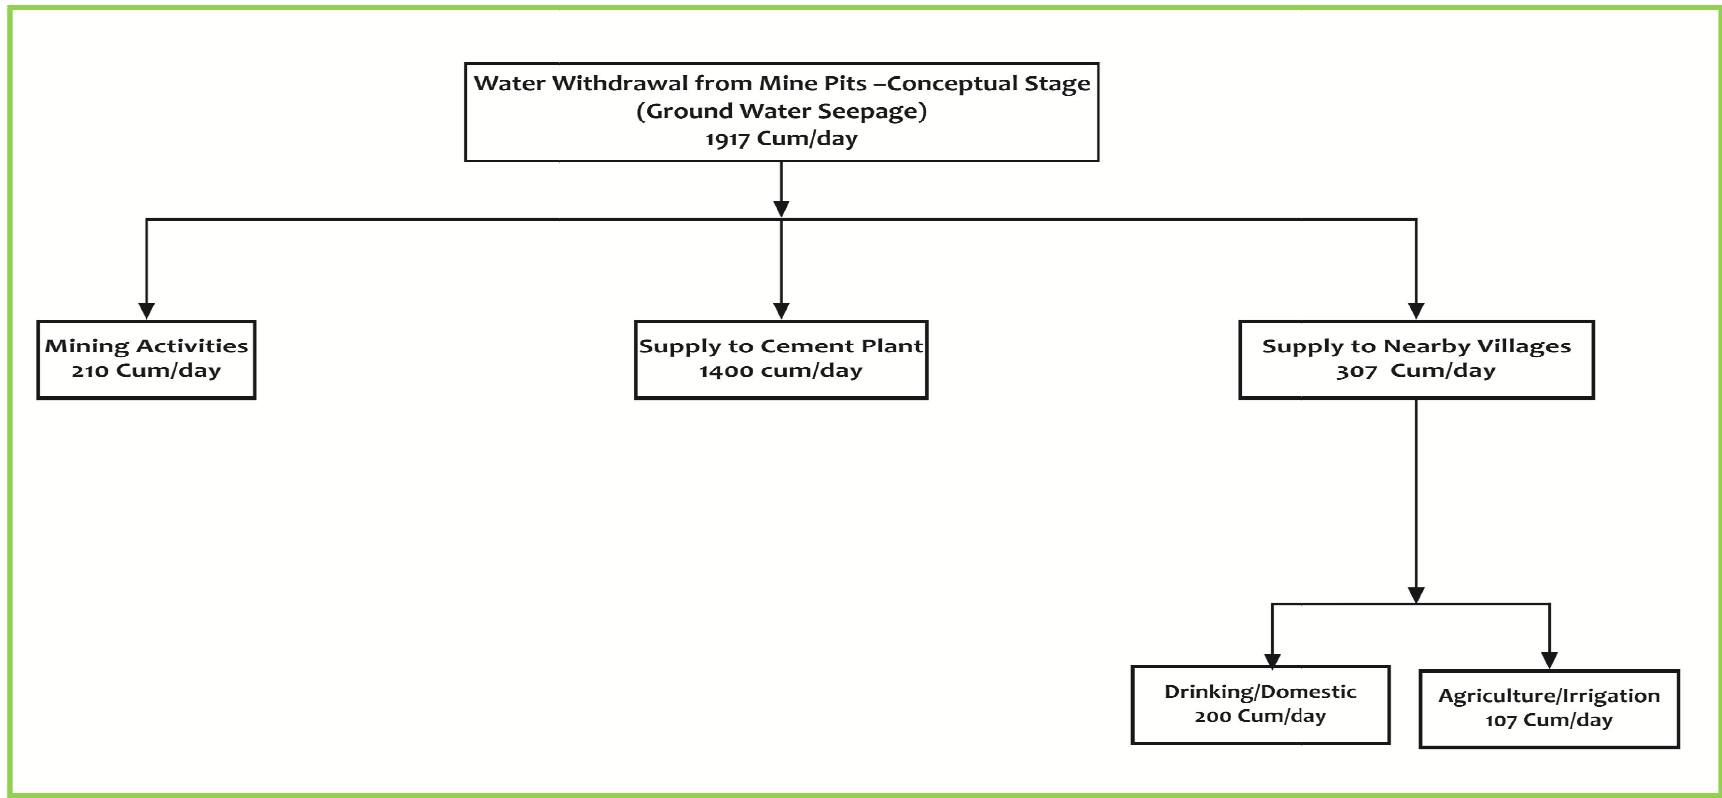 Water Withdrawal from Mine Pits –Conceptual Stage
(Ground Water Seepage)
1917 Cum/day
Mining Activities
210 Cum/day
Supply to Cement Plant
1400 cum/day
Supply to Nearby Villages
307 Cum/day
Drinking/Domestic
200 Cum/day
Agriculture/Irrigation
107 Cum/day